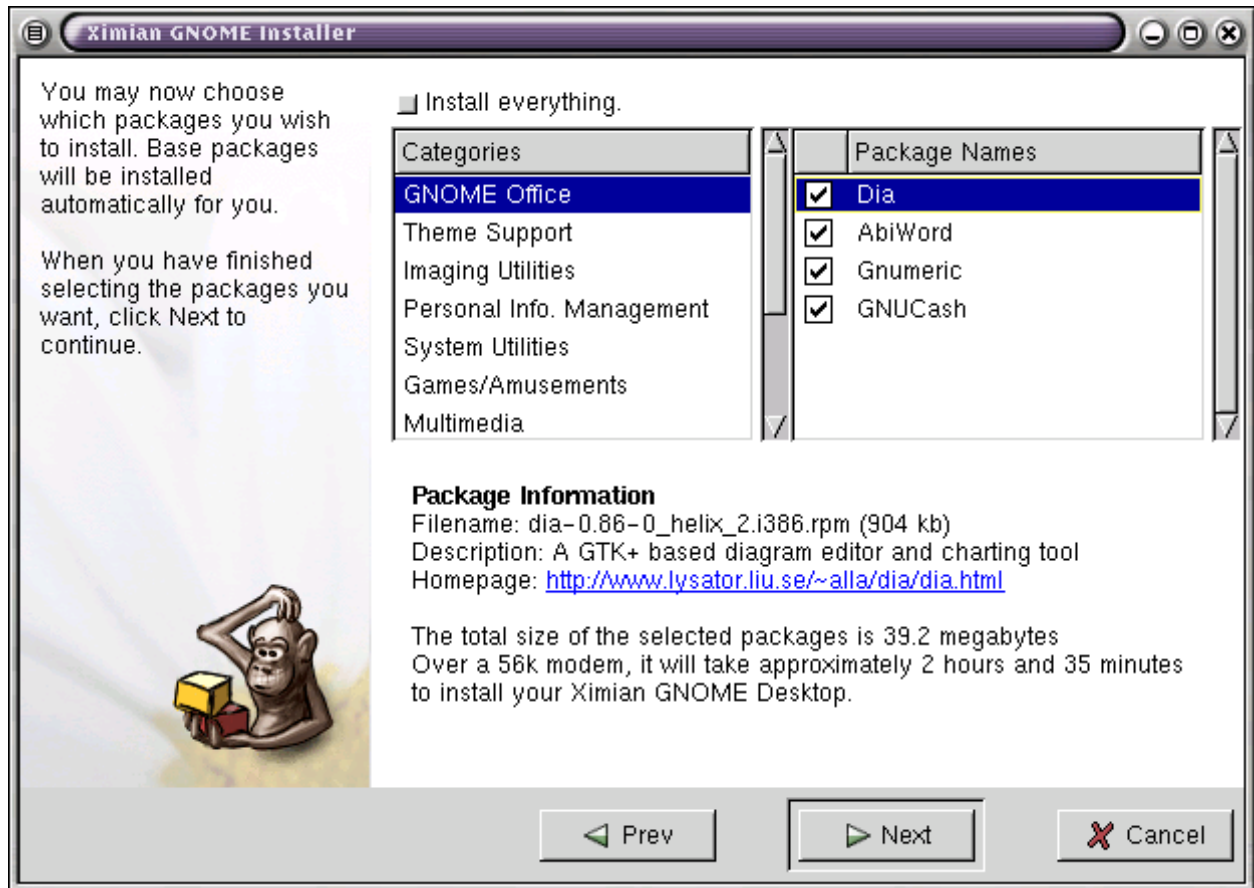 Ximian GNOME Installer
You may now choose
which packages you wish
to install. Base packages
will be installed
automatically for you.
When you have finished
selecting the packages you
want, click Next to
continue.
Install everything.
Categories
GNOME Office
Theme Support
Imaging Utilities
Personal Info. Management
System Utilities
Games/Amusements
Multimedia
Package Names
Dia
AbiWord
Gnumeric
GNUCash
Package Information
Filename: dia-0.86-0_helix_2.i386.rpm (904 kb)
Description: A GTK+ based diagram editor and charting tool
Homepage: http://www.lysator.liu.se/~alla/dia/dia.html
The total size of the selected packages is 39.2 megabytes
Over a 56k modem, it will take approximately 2 hours and 35 minutes
to install your Ximian GNOME Desktop.
Prev
Next
Cancel